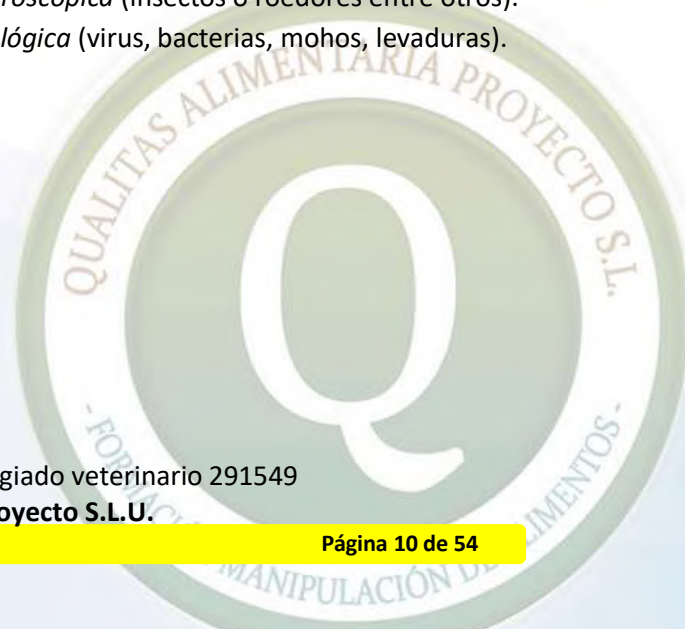 roscópica (insectos o roedores entre otros).
lógica (virus, bacterias, mohos, levaduras).
QUALITAS ALIMENTARIA PROYECTO S.L.
Q
- FORMACIÓN MANIPULACIÓN DE ALIMENTOS -
giado veterinario 291549
oyecto S.L.U.
Página 10 de 54